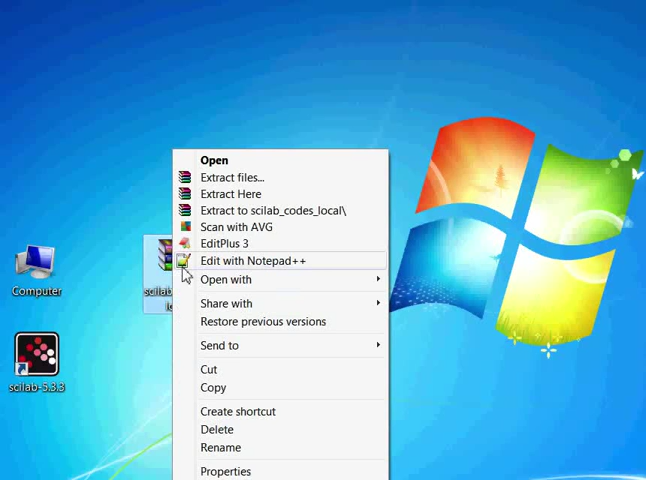 Open
Extract files...
Extract Here
Extract to scilab_codes_local\
Scan with AVG
EditPlus 3
Edit with Notepad++
Open with
Share with
Restore previous versions
Send to
Cut
Copy
Create shortcut
Delete
Rename
Properties
Computer
scilab-5.3.3
scilab